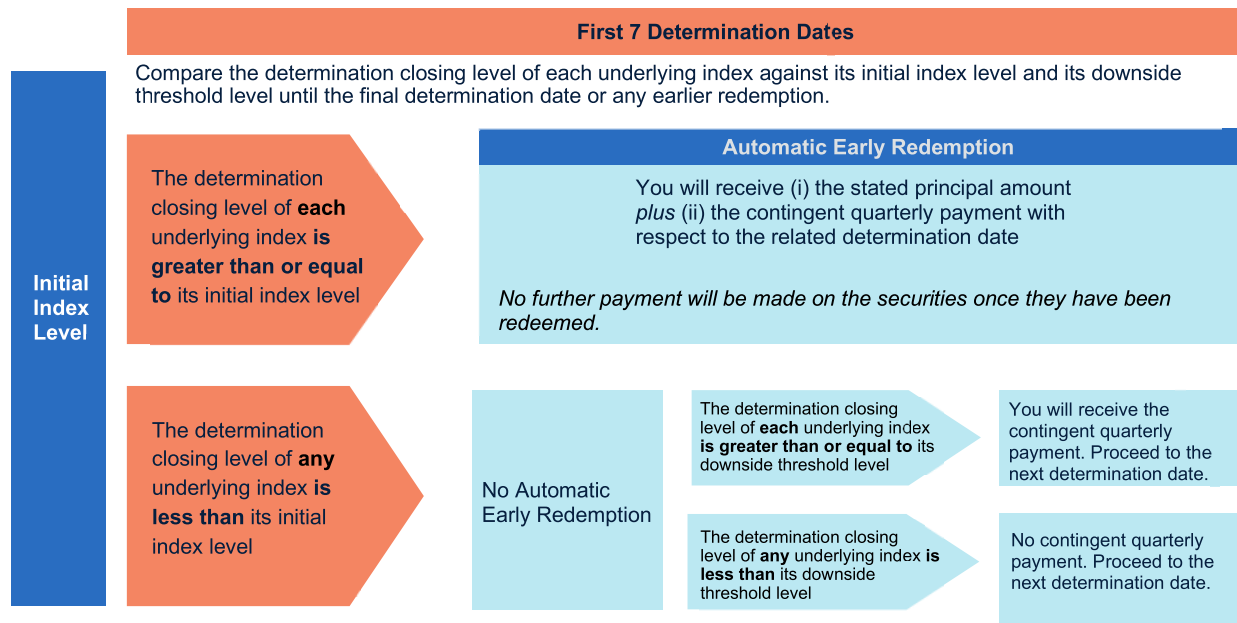 First 7 Determination Dates
Compare the determination closing level of each underlying index against its initial index level and its downside
threshold level until the final determination date or any earlier redemption.
Initial
Index
Level
The determination
closing level of each
underlying index is
greater than or equal
to its initial index level
Automatic Early Redemption
You will receive (i) the stated principal amount
plus (ii) the contingent quarterly payment with
respect to the related determination date
No further payment will be made on the securities once they have been
redeemed.
The determination
closing level of any
underlying index is
less than its initial
index level
No Automatic
Early Redemption
The determination closing
level of each underlying index
is greater than or equal to its
downside threshold level
You will receive the
contingent quarterly
payment. Proceed to the
next determination date.
The determination closing
level of any underlying index is
less than its downside
threshold level
No contingent quarterly
payment. Proceed to the
next determination date.